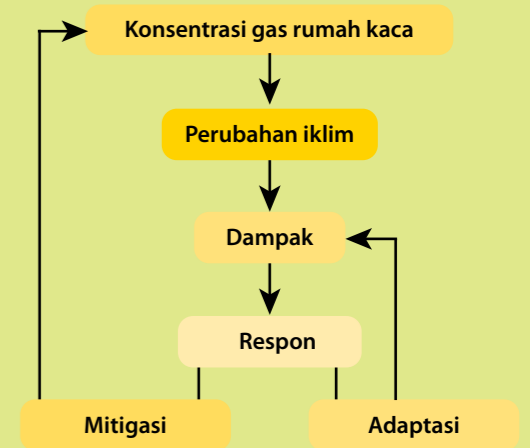 Konsentrasi gas rumah kaca
Perubahan iklim
Dampak
Respon
Mitigasi
Adaptasi